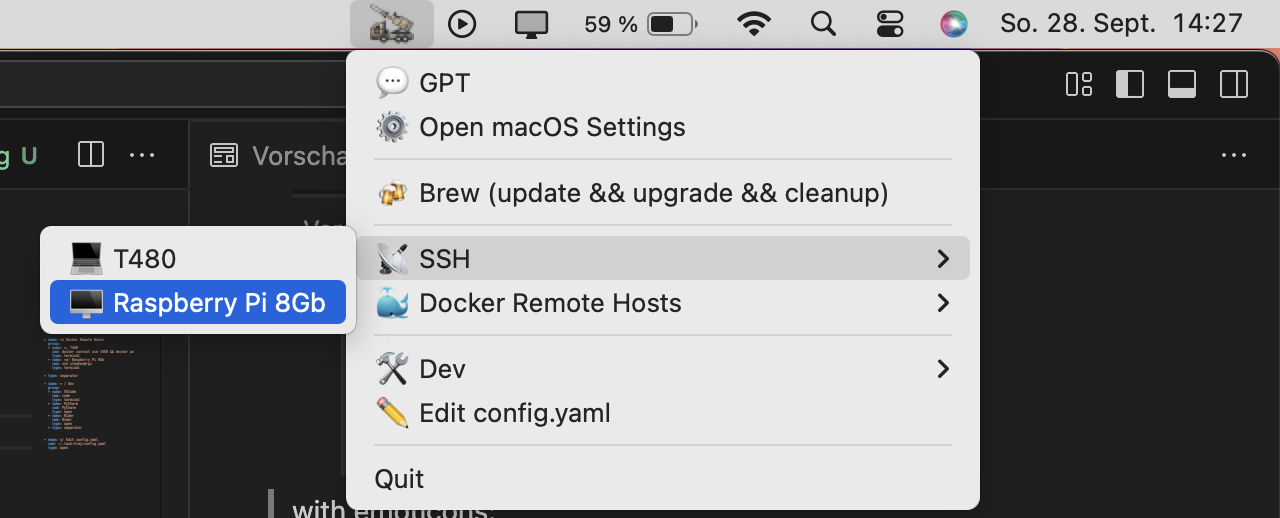 59 %
So. 28. Sept. 14:27
GPT
Open macOS Settings
g U
Vorscha
Brew (update && upgrade && cleanup)
T480
SSH
Raspberry Pi 8Gb
Docker Remote Hosts
Dev
Edit config.yaml
Quit
with emoticons: